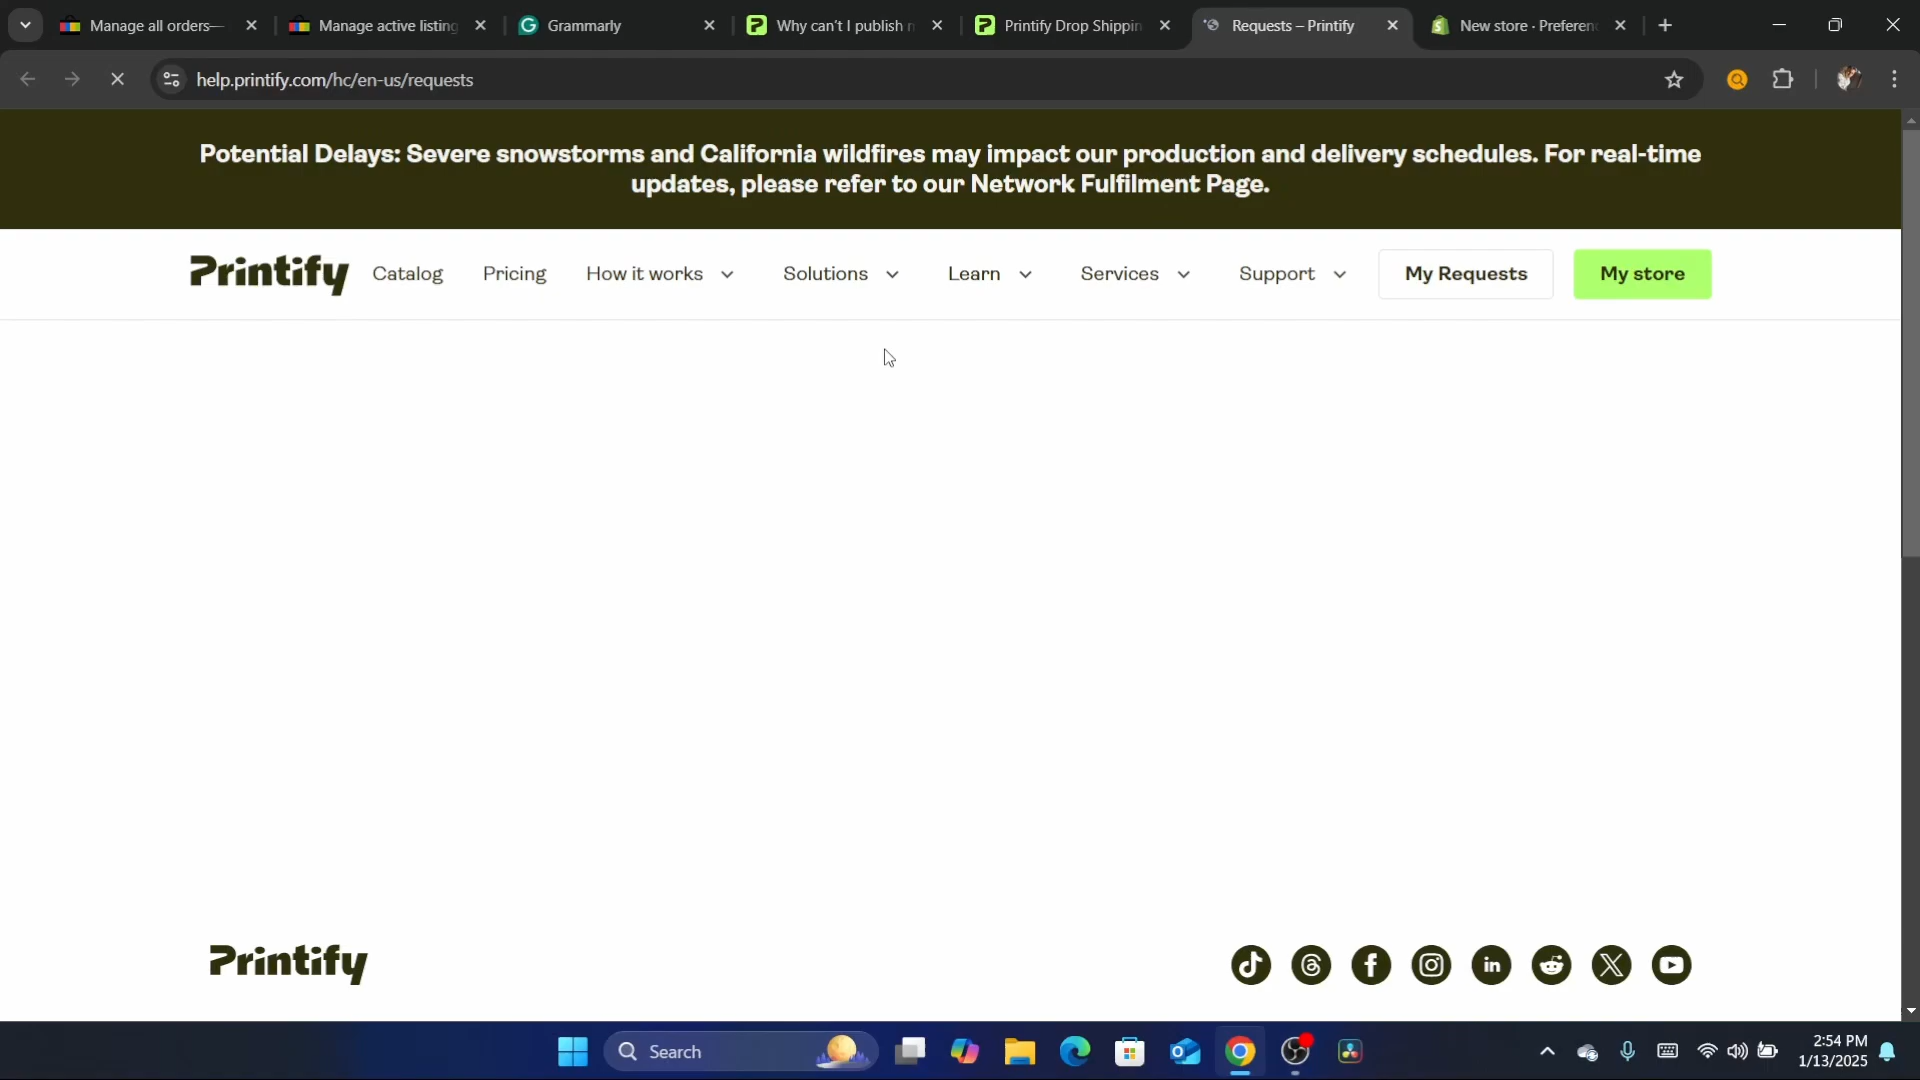 Manage all orders—
Manage active listing
Grammarly
Why can't I publish
Printify Drop Shippin
Requests – Printify
New store · Preferen
help.printify.com/hc/en-us/requests
Potential Delays: Severe snowstorms and California wildfires may impact our production and delivery schedules. For real-time
updates, please refer to our Network Fulfilment Page.
Printify
Catalog
Pricing
How it works
Solutions
Learn
Services
Support
My Requests
My store
Printify
Search
2:54 PM
1/13/2025